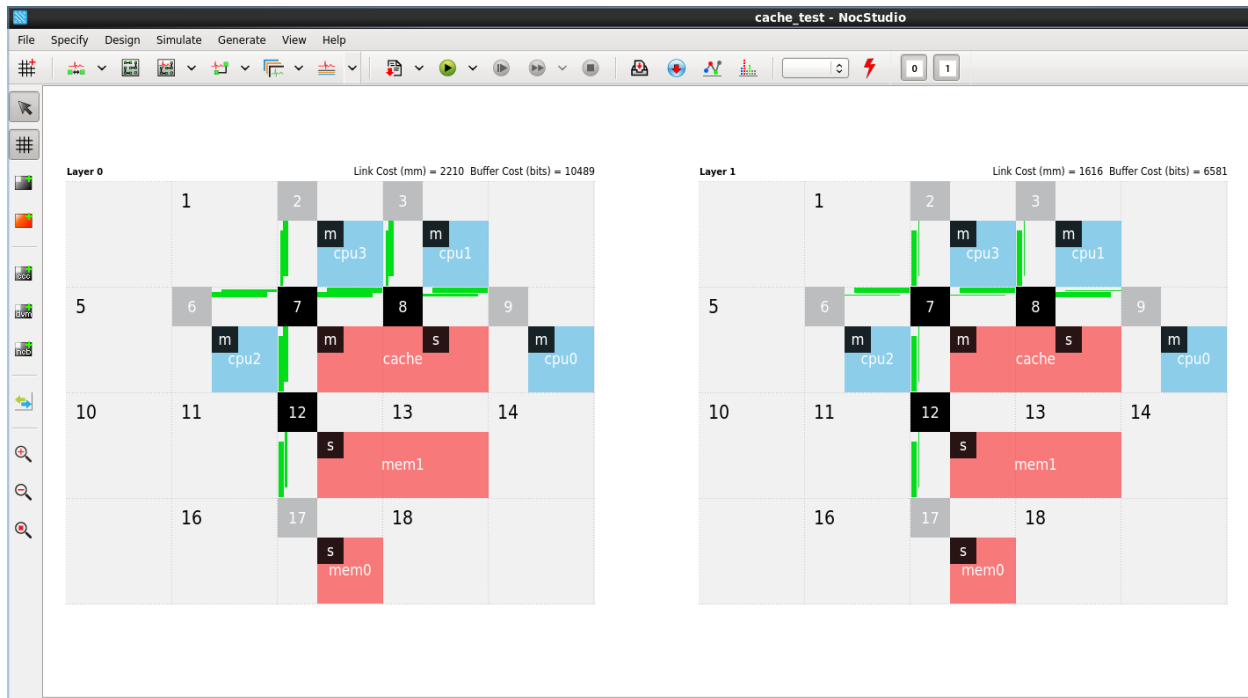 cache_test - NocStudio
File Specify Design Simulate Generate View Help
0 1
Layer 0 Link Cost (mm) = 2210 Buffer Cost (bits) = 10489
1 2 3
m m
cpu3 cpu1
5 6 7 8 9
m m s m
cpu2 cache cpu0
10 11 12 13 14
s
mem1
16 17 18
s
mem0
Layer 1 Link Cost (mm) = 1616 Buffer Cost (bits) = 6581
1 2 3
m m
cpu3 cpu1
5 6 7 8 9
m m s m
cpu2 cache cpu0
10 11 12 13 14
s
mem1
16 17 18
s
mem0